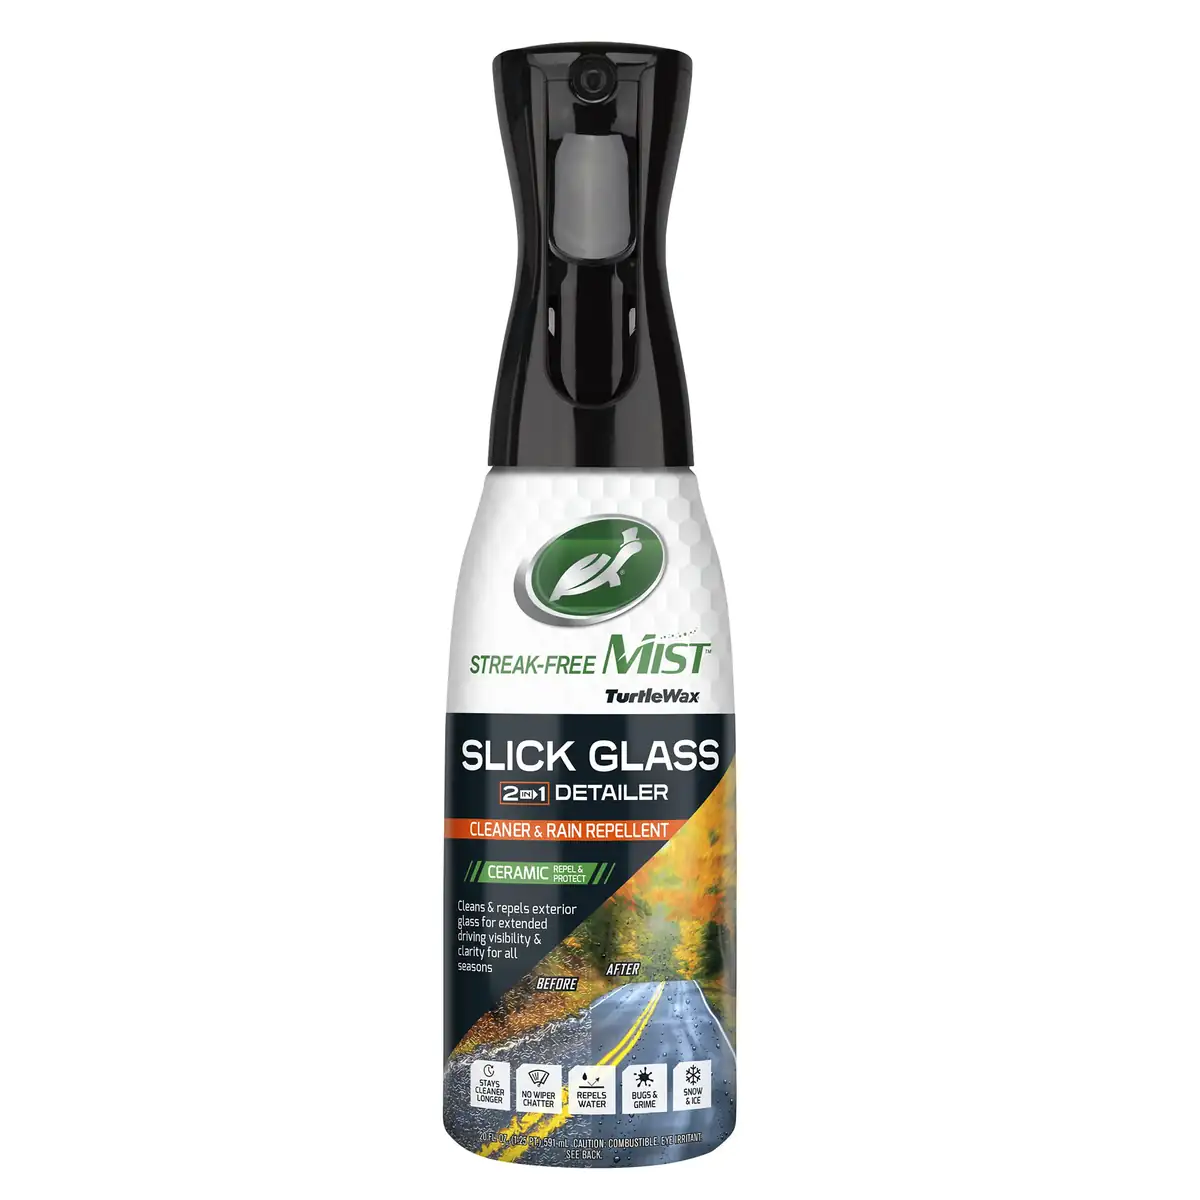 STREAK-FREE MIST™
TurtleWax
SLICK GLASS
2 IN 1 DETAILER
CLEANER & RAIN REPELLENT
CERAMIC REPEL & PROTECT
Cleans & repels exterior
glass for extended
driving visibility &
clarity for all
seasons
BEFORE
AFTER
STAYS
CLEANER
LONGER
NO WIPER
CHATTER
REPELS
WATER
BUGS &
GRIME
SNOW
& ICE
20 FL. OZ. (1.25 PT.) 591 mL CAUTION: COMBUSTIBLE. EYE IRRITANT.
SEE BACK.